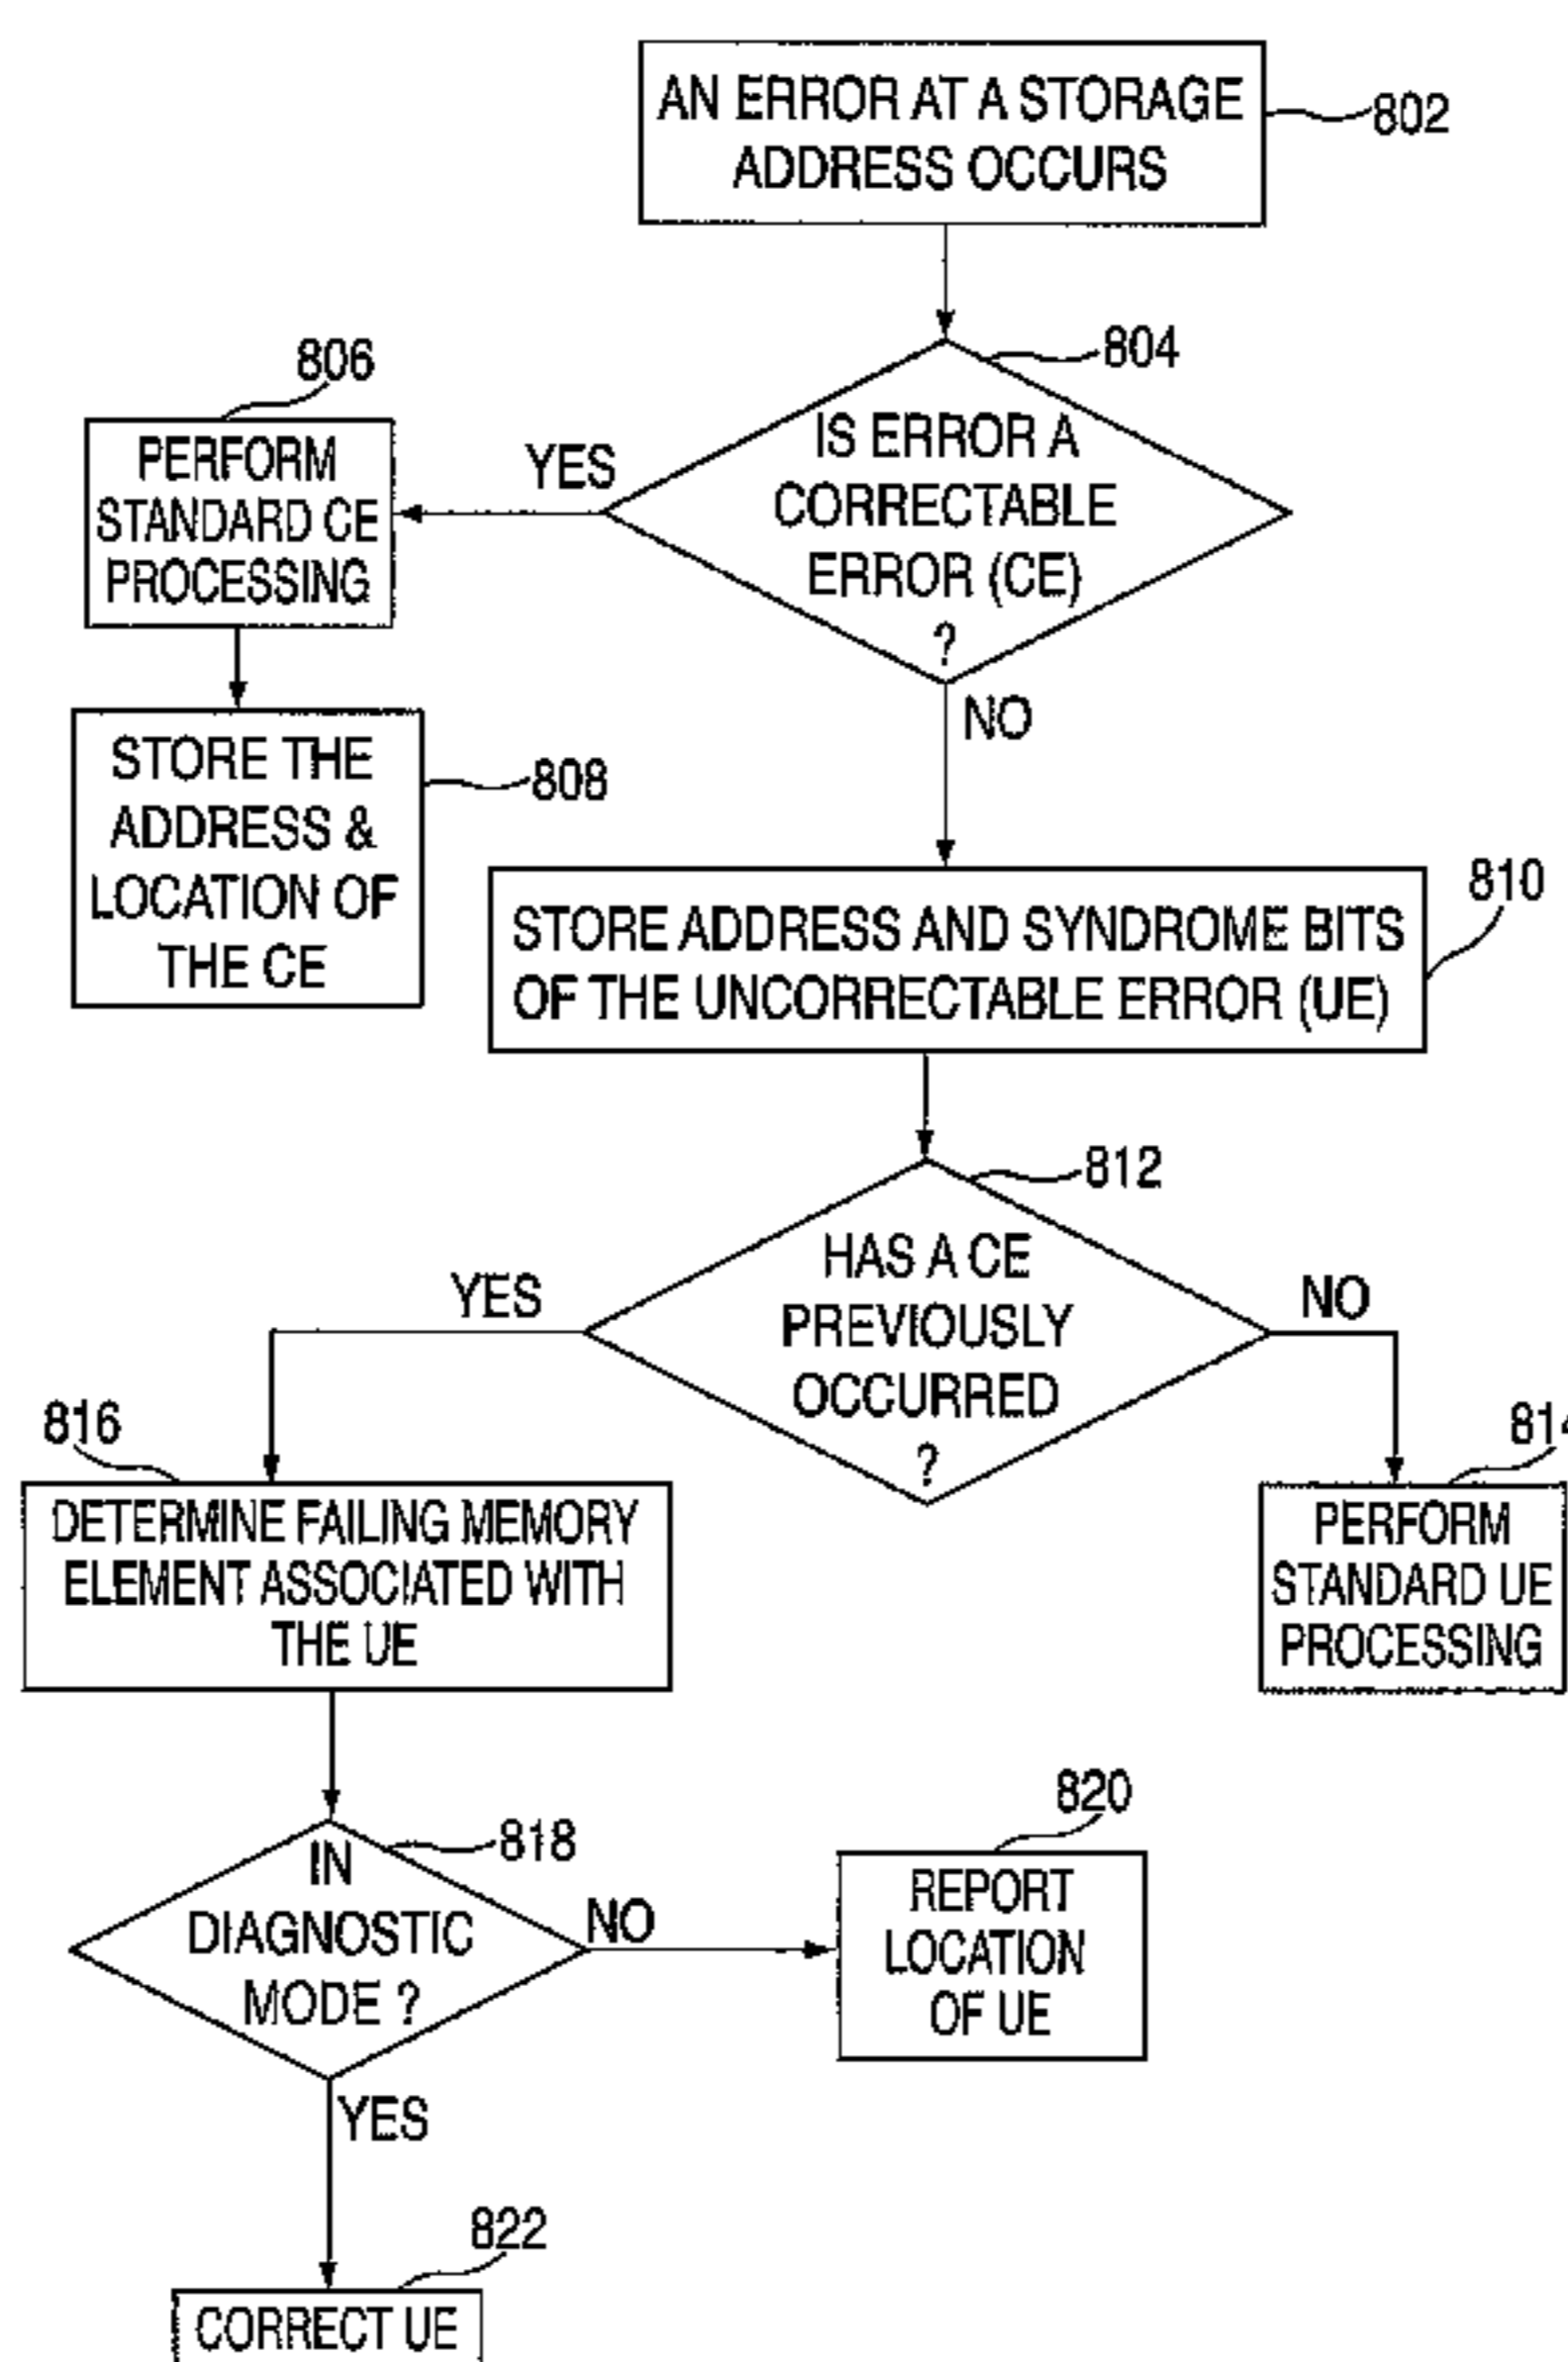 AN ERROR AT A STORAGE
ADDRESS OCCURS
802
804
IS ERROR A
CORRECTABLE
ERROR (CE)
?
YES
806
PERFORM
STANDARD CE
PROCESSING
STORE THE
ADDRESS &
LOCATION OF
THE CE
808
NO
810
STORE ADDRESS AND SYNDROME BITS
OF THE UNCORRECTABLE ERROR (UE)
812
HAS A CE
PREVIOUSLY
OCCURRED
?
YES
NO
814
PERFORM
STANDARD UE
PROCESSING
816
DETERMINE FAILING MEMORY
ELEMENT ASSOCIATED WITH
THE UE
818
IN
DIAGNOSTIC
MODE ?
NO
820
REPORT
LOCATION
OF UE
YES
822
CORRECT UE